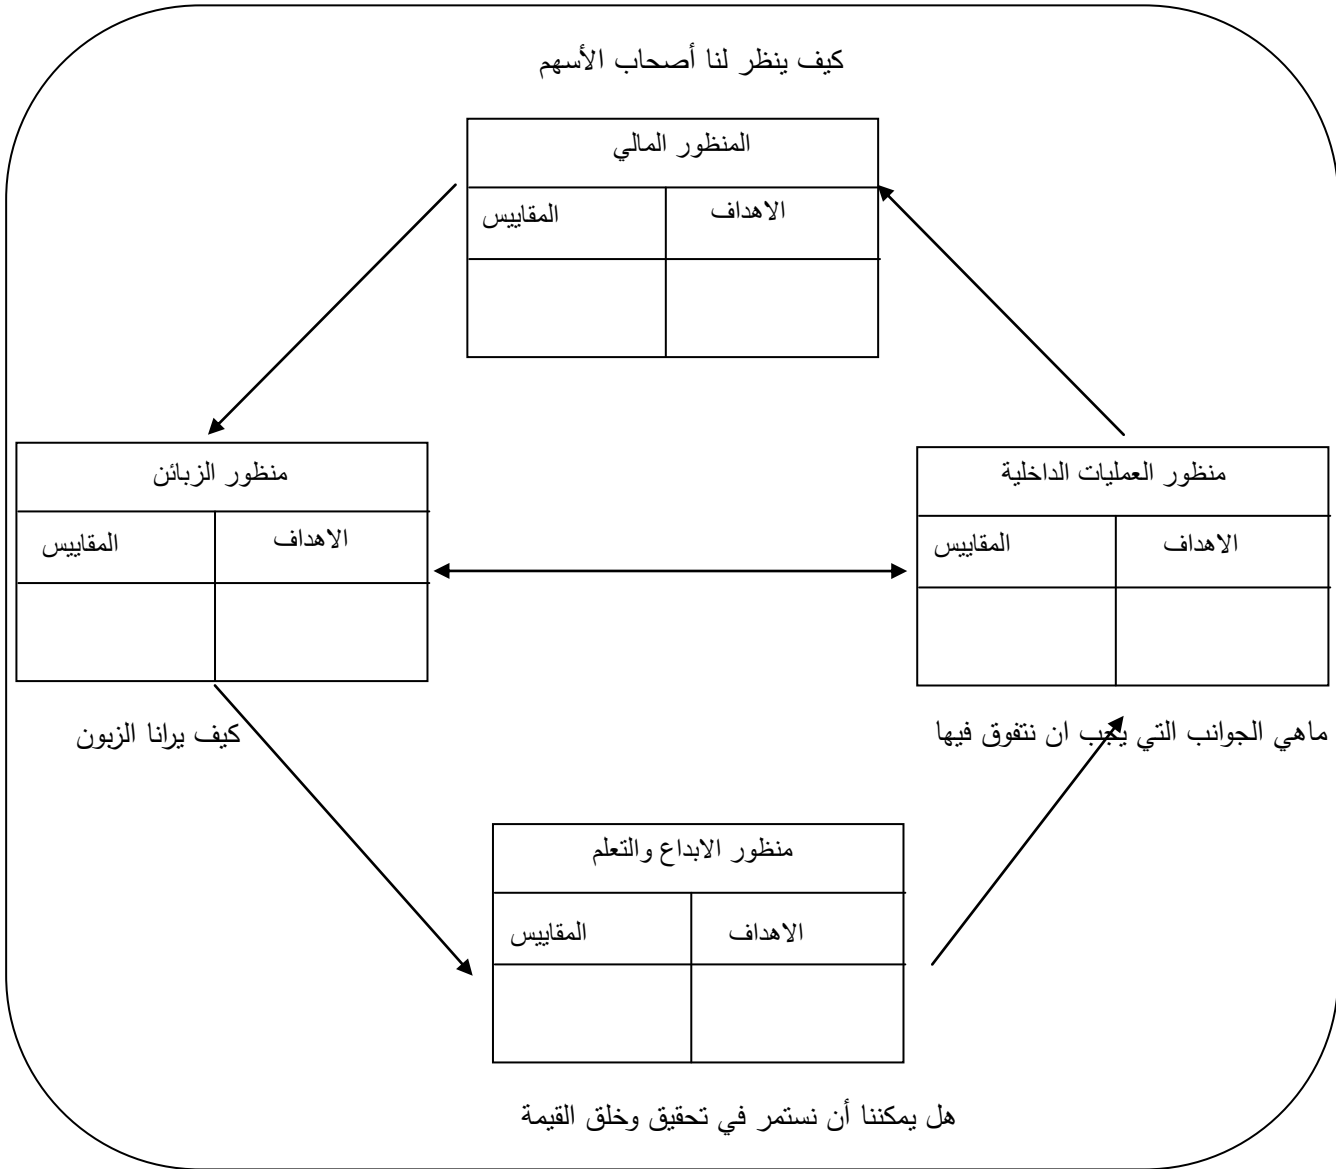 كيف ينظر لنا أصحاب الأسهم
المنظور المالي
الاهداف
المقاييس
منظور العمليات الداخلية
الاهداف
المقاييس
ماهي الجوانب التي يجب ان نتفوق فيها
منظور الزبائن
الاهداف
المقاييس
كيف يرانا الزبون
منظور الابداع والتعلم
الاهداف
المقاييس
هل يمكننا أن نستمر في تحقيق وخلق القيمة